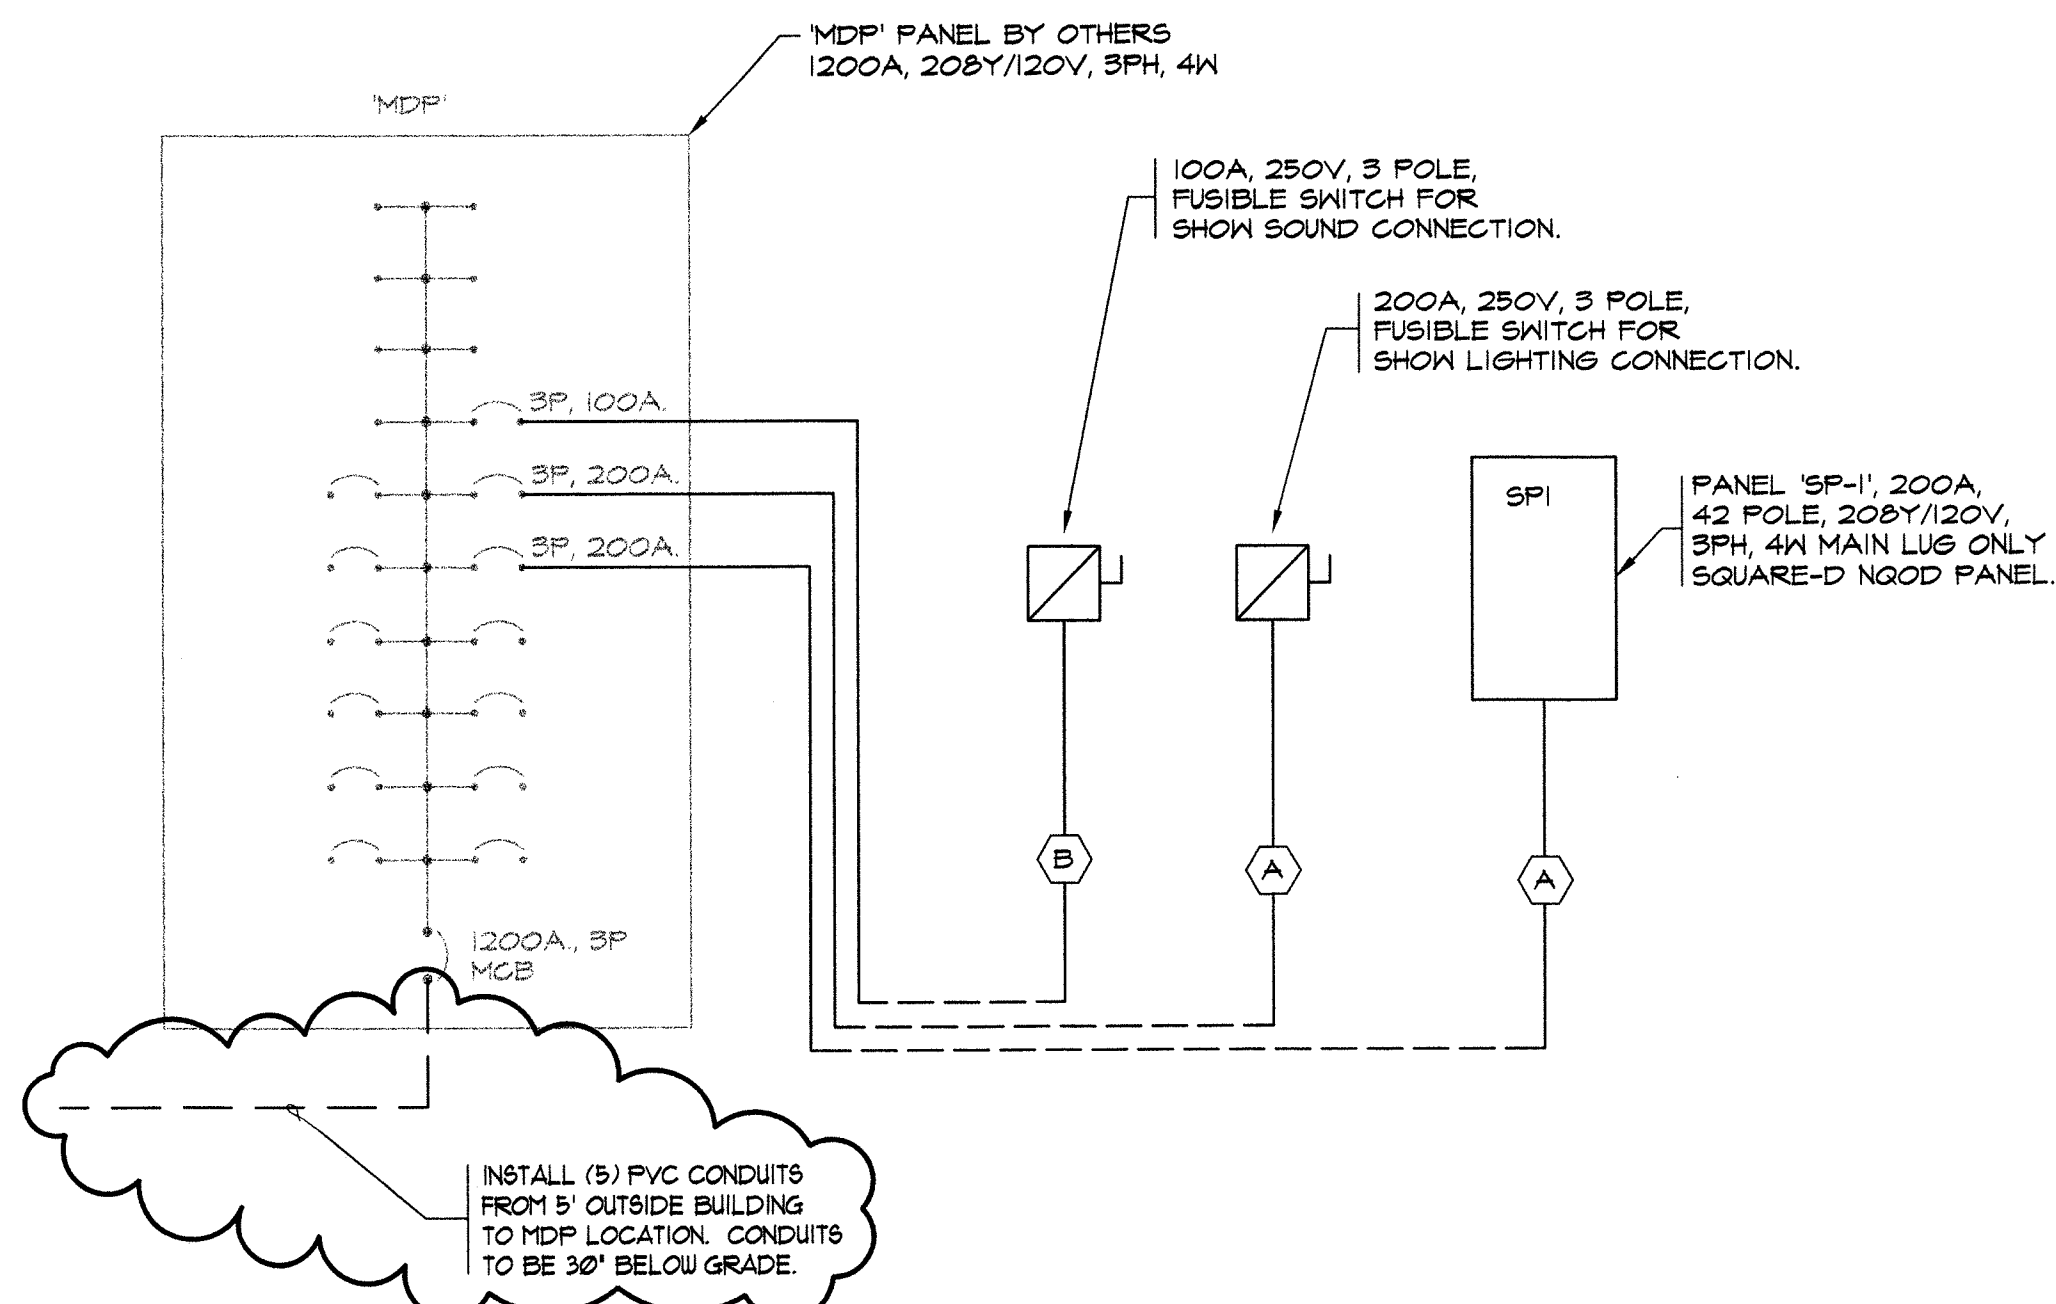 'MDP' PANEL BY OTHERS
1200A, 208Y/120V, 3PH, 4W
'MDP'
100A, 250V, 3 POLE,
FUSIBLE SWITCH FOR
SHOW SOUND CONNECTION.
200A, 250V, 3 POLE,
FUSIBLE SWITCH FOR
SHOW LIGHTING CONNECTION.
3P, 100A.
3P, 200A.
3P, 200A.
SP1
PANEL 'SP-1', 200A,
42 POLE, 208Y/120V,
3PH, 4W MAIN LUG ONLY
SQUARE-D NQOD PANEL.
B
A
A
1200A., 3P
MCB
INSTALL (5) PVC CONDUITS
FROM 5' OUTSIDE BUILDING
TO MDP LOCATION. CONDUITS
TO BE 30" BELOW GRADE.